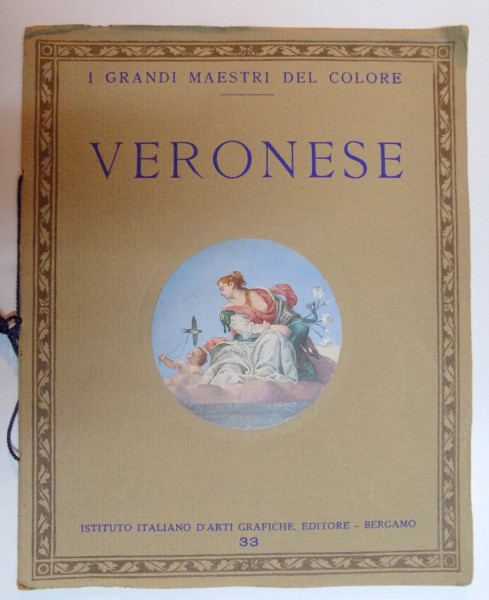 I GRANDI MAESTRI DEL COLORE
VERONESE
ISTITUTO ITALIANO D'ARTI GRAFICHE, EDITORE - BERGAMO
33